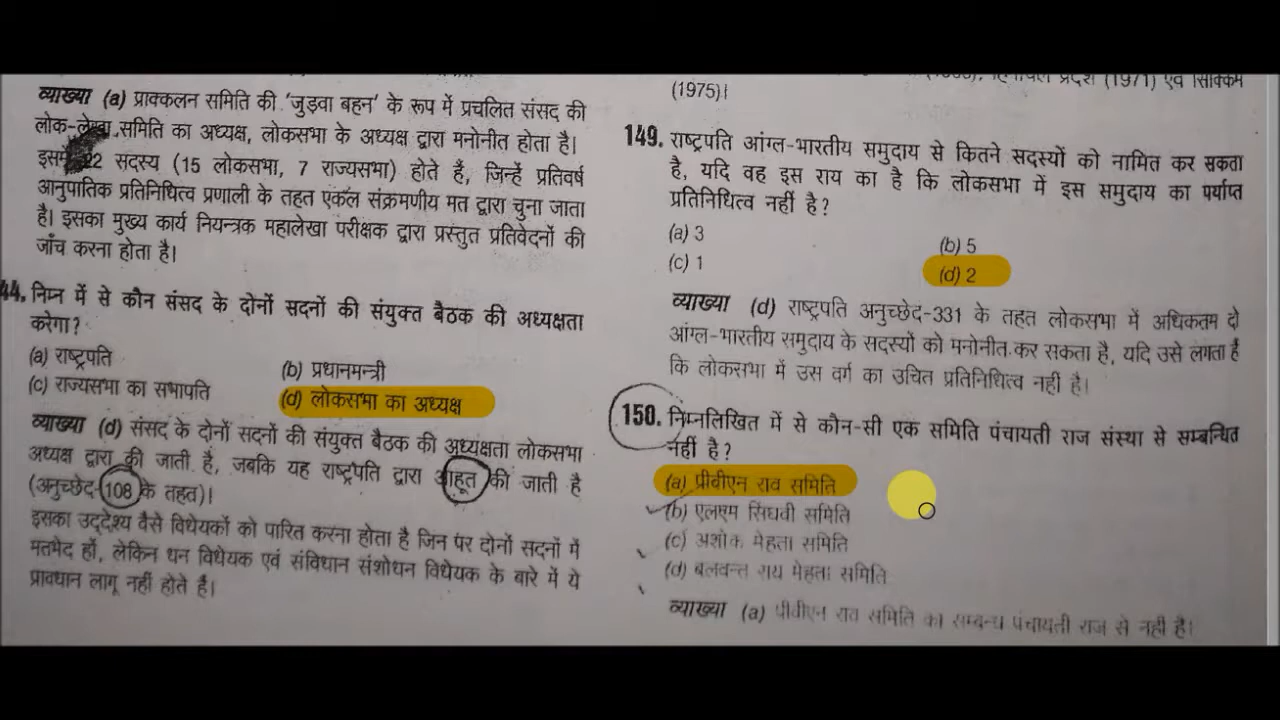 व्याख्या (a) प्राक्कलन समिति की 'जुड़वा बहन' के रूप में प्रचलित संसद की
लोक-लेखा समिति का अध्यक्ष, लोकसभा के अध्यक्ष द्वारा मनोनीत होता है।
22 सदस्य (15 लोकसभा, 7 राज्यसभा) होते हैं, जिन्हें प्रतिवर्ष
आनुपातिक प्रतिनिधित्व प्रणाली के तहत एकल संक्रमणीय मत द्वारा चुना जाता
है। इसका मुख्य कार्य नियन्त्रक महालेखा परीक्षक द्वारा प्रस्तुत प्रतिवेदनों की
जाँच करना होता है।
44. निम्न में से कौन संसद के दोनों सदनों की संयुक्त बैठक की अध्यक्षता
करेगा?
(a) राष्ट्रपति
(b) प्रधानमन्त्री
(c) राज्यसभा का सभापति
(d) लोकसभा का अध्यक्ष
व्याख्या (d) संसद के दोनों सदनों की संयुक्त बैठक की अध्यक्षता लोकसभा
अध्यक्ष द्वारा की जाती है, जबकि यह राष्ट्रपति द्वारा आहूत की जाती है
(अनुच्छेद-108 के तहत)।
इसका उद्देश्य वैसे विधेयकों को पारित करना होता है जिन पर दोनों सदनों में
मतभेद हों, लेकिन धन विधेयक एवं संविधान संशोधन विधेयक के बारे में ये
प्रावधान लागू नहीं होते हैं।
प्रदेश (1971) एवं सिक्किम
(1975)।
149. राष्ट्रपति आंग्ल-भारतीय समुदाय से कितने सदस्यों को नामित कर सकता
है, यदि वह इस राय का है कि लोकसभा में इस समुदाय का पर्याप्त
प्रतिनिधित्व नहीं है?
(a) 3
(b) 5
(c) 1
(d) 2
व्याख्या (d) राष्ट्रपति अनुच्छेद-331 के तहत लोकसभा में अधिकतम दो
आंग्ल-भारतीय समुदाय के सदस्यों को मनोनीत कर सकता है, यदि उसे लगता है
कि लोकसभा में उस वर्ग का उचित प्रतिनिधित्व नहीं है।
150. निम्नलिखित में से कौन-सी एक समिति पंचायती राज संस्था से सम्बन्धित
नहीं है?
(a) प्रीवीएन राव समिति
(b) एलएम सिंघवी समिति
(c) अशोक मेहता समिति
(d) बलवन्त राय मेहता समिति
व्याख्या (a) पीवीएन राव समिति का सम्बन्ध पंचायती राज से नहीं है।